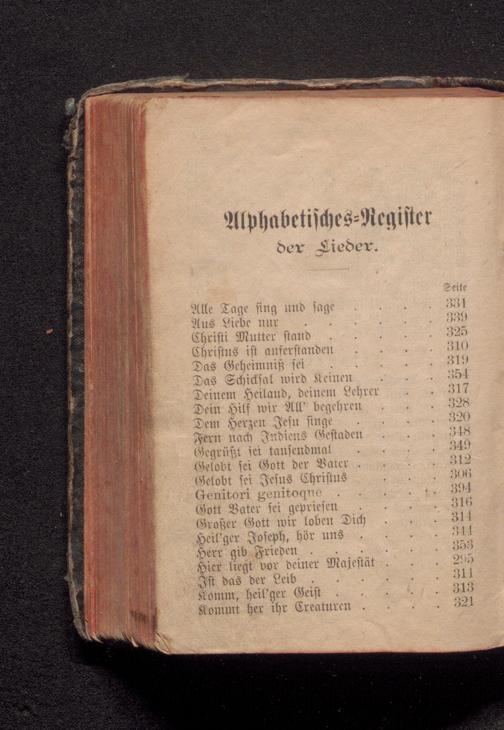 Alphabetisches-Register
der Lieder.
Seite
Alle Tage sing und sage . . . . 331
Aus Liebe nur . . . . . . 339
Christi Mutter stand . . . . . 325
Christus ist auferstanden . . . . 310
Das Geheimniß sei . . . . . 319
Das Schicksal wird Keinen . . . . 354
Deinem Heiland, deinem Lehrer . . . 317
Dein Hilf wir All' begehren . . . . 328
Dem Herzen Jesu singe . . . . 320
Fern nach Indiens Gestaden . . . . 348
Gegrüßt sei tausendmal . . . . 349
Gelobt sei Gott der Vater . . . . 312
Gelobt sei Jesus Christus . . . . 306
Genitori genitoque . . . . 394
Gott Vater sei gepriesen . . . . 316
Großer Gott wir loben Dich . . . 314
Heil'ger Joseph, hör uns . . . . 344
Herr gib Frieden . . . . . . 353
Hier liegt vor deiner Majestät . . . 295
Ist das der Leib . . . . . . 311
Komm, heil'ger Geist . . . . . 313
Kommt her ihr Creaturen . . . . 321